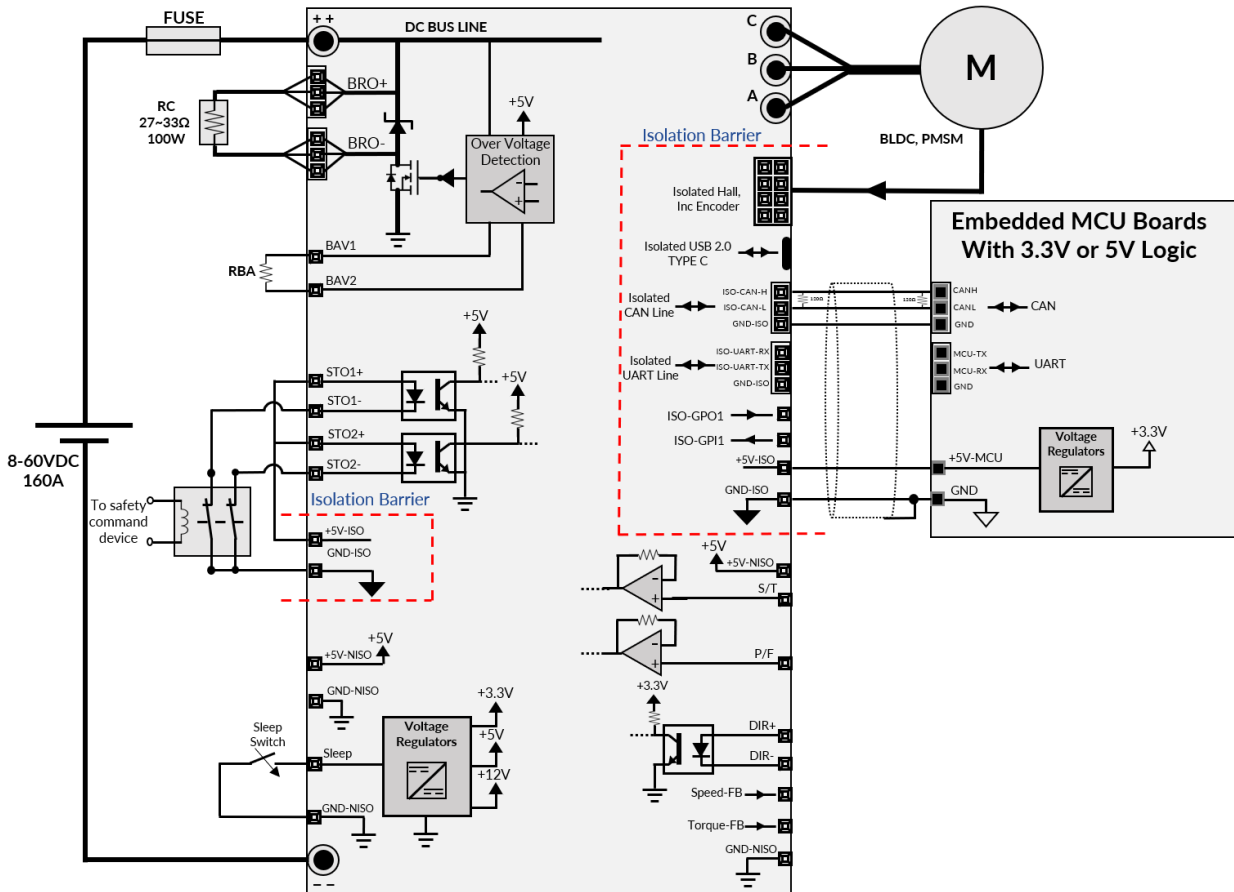 FUSE
+ +
DC BUS LINE
BRO+
RC
27~33Ω
100W
BRO-
+5V
Over Voltage
Detection
-
+
BAV1
RBA
BAV2
+5V
+5V
STO1+
STO1-
STO2+
STO2-
8-60VDC
160A
To safety
command
device
Isolation Barrier
+5V-ISO
GND-ISO
+5V-NISO
+5V
GND-NISO
Sleep
Switch
Sleep
Voltage
Regulators
+3.3V
+5V
+12V
GND-NISO
- -
C
B
A
M
BLDC, PMSM
Isolation Barrier
Isolated Hall,
Inc Encoder
Isolated USB 2.0
TYPE C
Isolated
CAN Line
ISO-CAN-H
ISO-CAN-L
GND-ISO
120Ω
120Ω
Isolated
UART Line
ISO-UART-RX
ISO-UART-TX
GND-ISO
ISO-GPO1
ISO-GPI1
+5V-ISO
GND-ISO
Embedded MCU Boards
With 3.3V or 5V Logic
CANH
CANL
GND
CAN
MCU-TX
MCU-RX
GND
UART
+5V-MCU
GND
Voltage
Regulators
+3.3V
+5V
+5V-NISO
-
+
S/T
-
+
P/F
+3.3V
DIR+
DIR-
Speed-FB
Torque-FB
GND-NISO